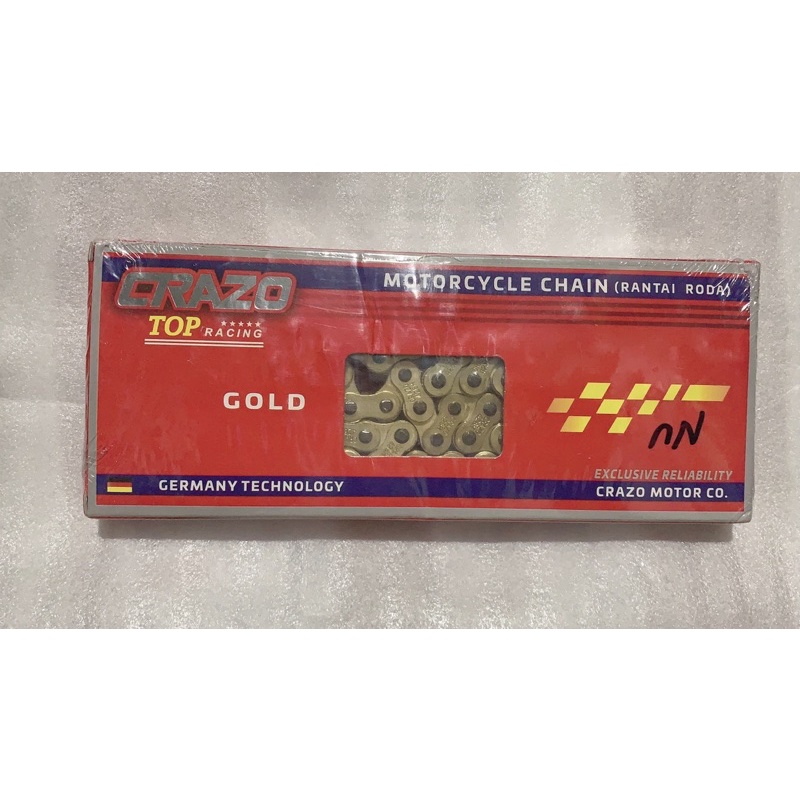 CRAZO
TOP RACING
MOTORCYCLE CHAIN (RANTAI RODA)
GOLD
EXCLUSIVE RELIABILITY
GERMANY TECHNOLOGY
CRAZO MOTOR CO.